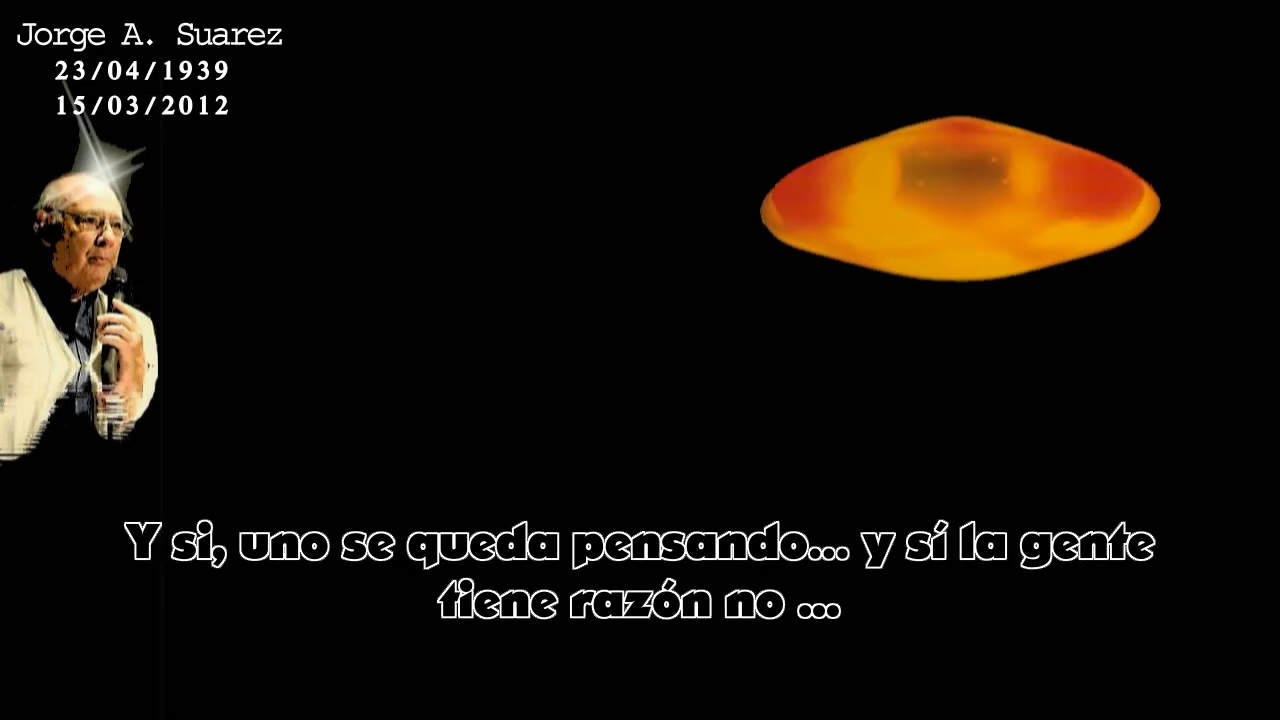 Jorge A. Suarez
23/04/1939
15/03/2012
Y si, uno se queda pensando... y sí la gente
tiene razón no ...